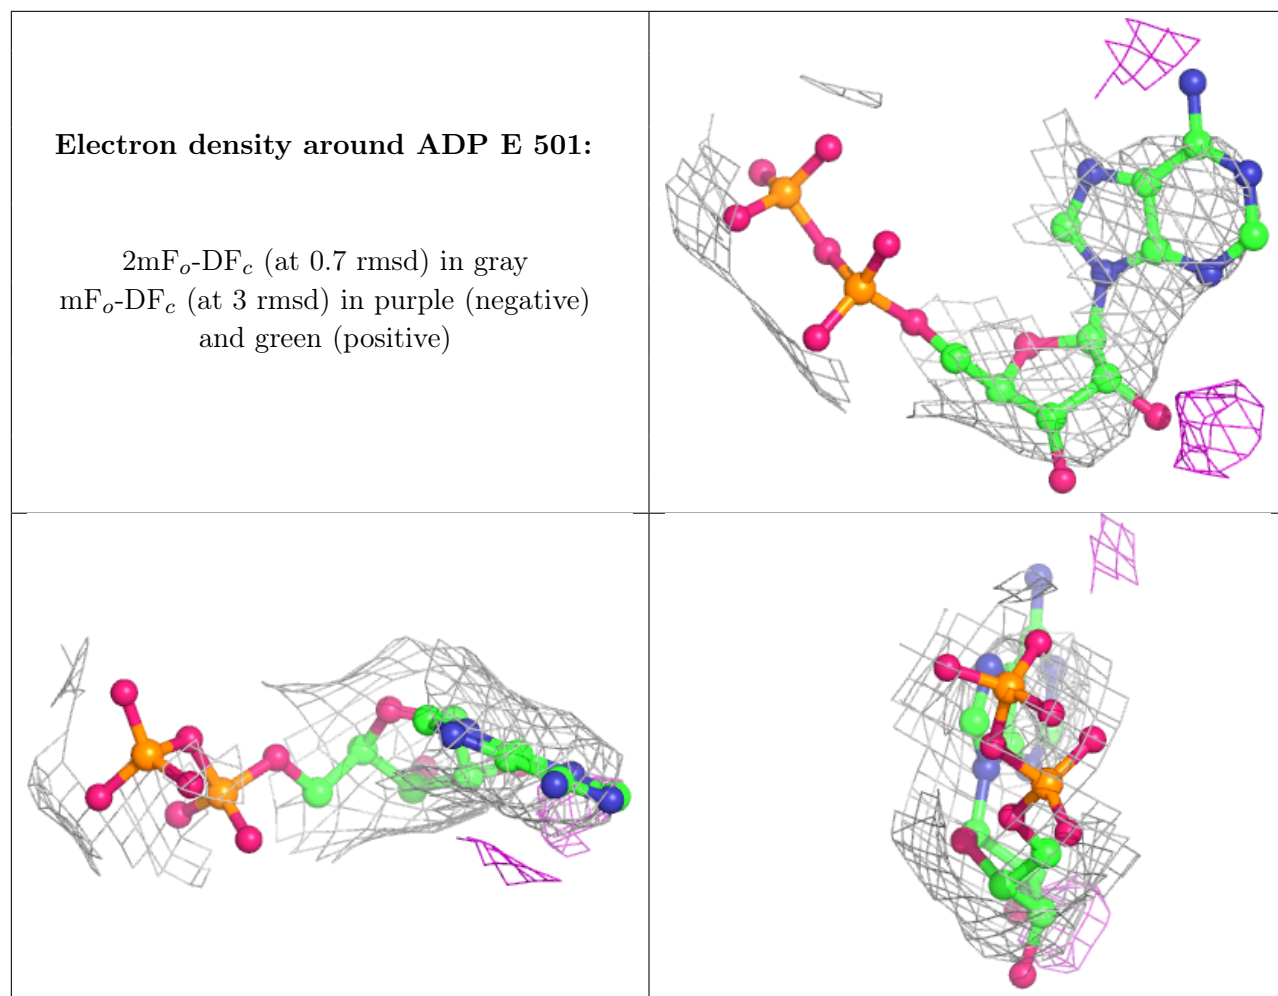 Electron density around ADP E 501:
2mFo-DFc (at 0.7 rmsd) in gray
mFo-DFc (at 3 rmsd) in purple (negative)
and green (positive)